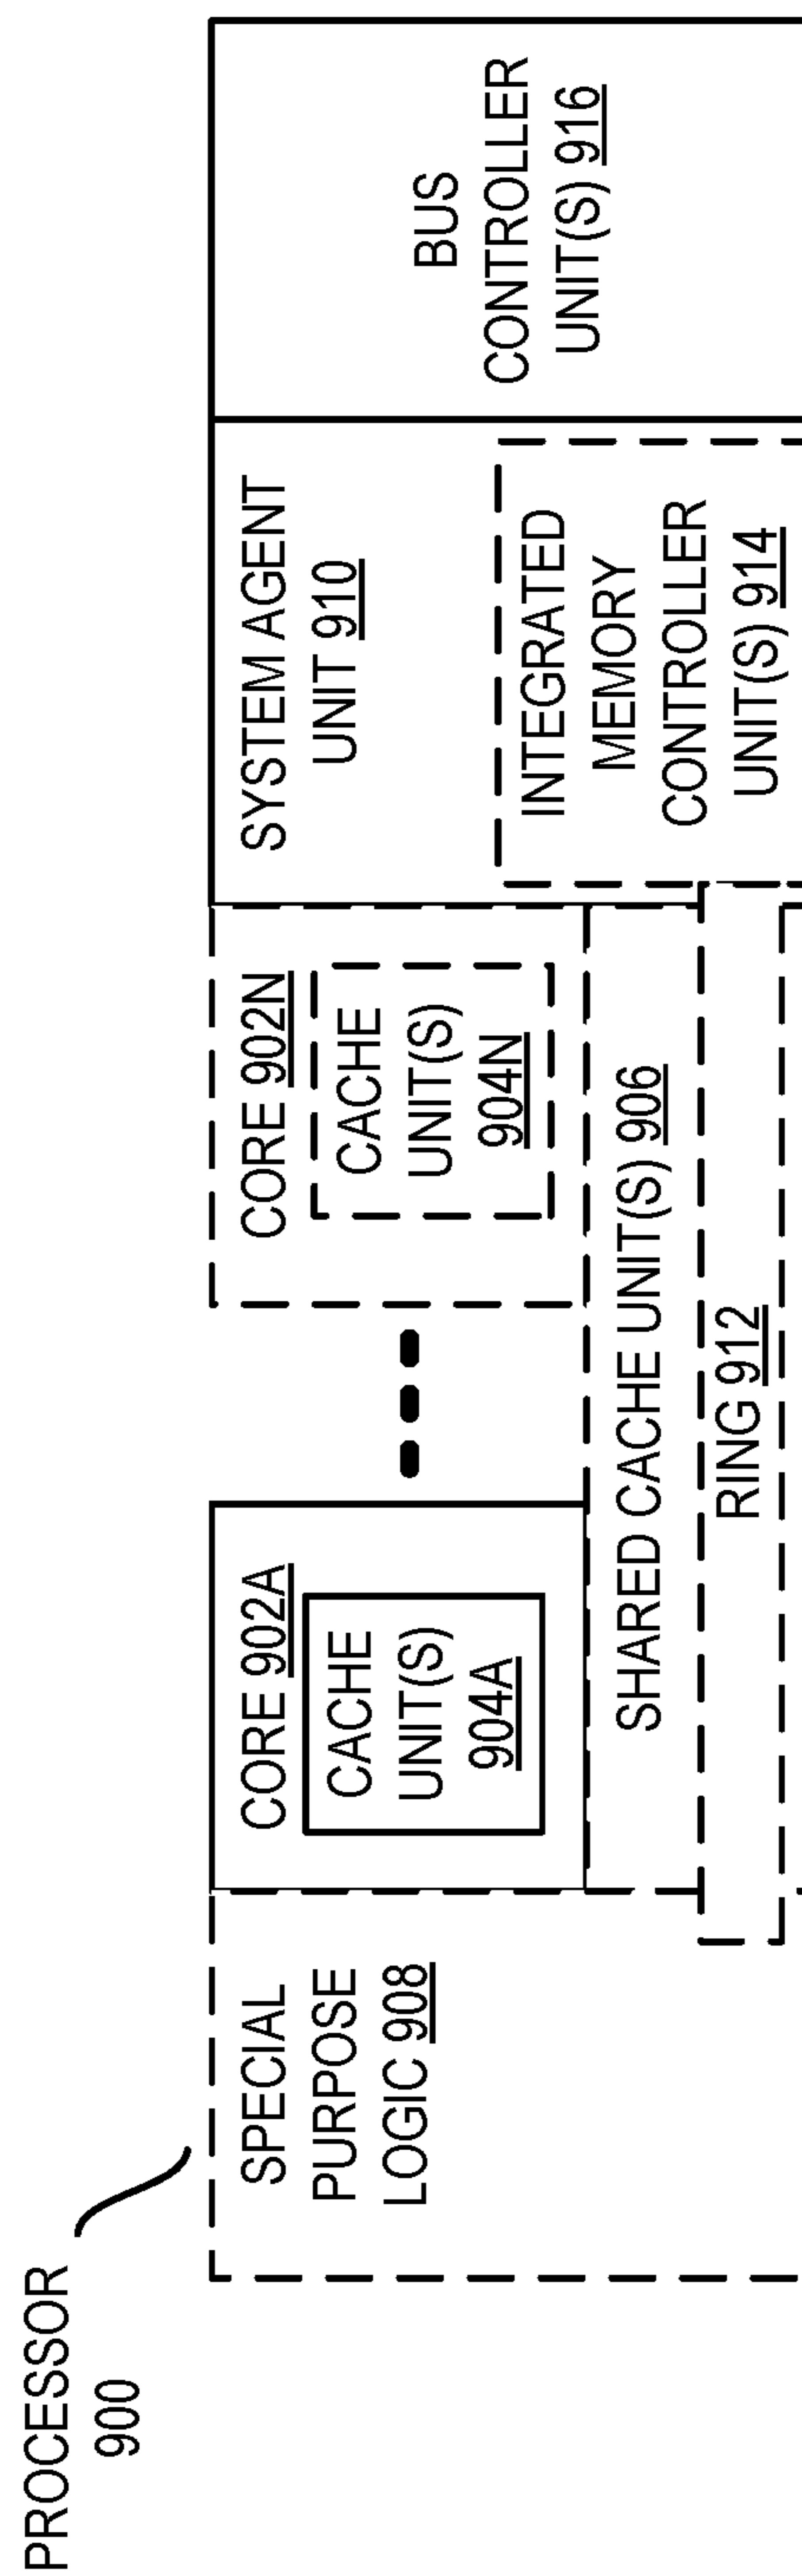 PROCESSOR
900
SPECIAL
PURPOSE
LOGIC 908
CORE 902A
CACHE
UNIT(S)
904A
CORE 902N
CACHE
UNIT(S)
904N
SHARED CACHE UNIT(S) 906
RING 912
SYSTEM AGENT
UNIT 910
INTEGRATED
MEMORY
CONTROLLER
UNIT(S) 914
BUS
CONTROLLER
UNIT(S) 916